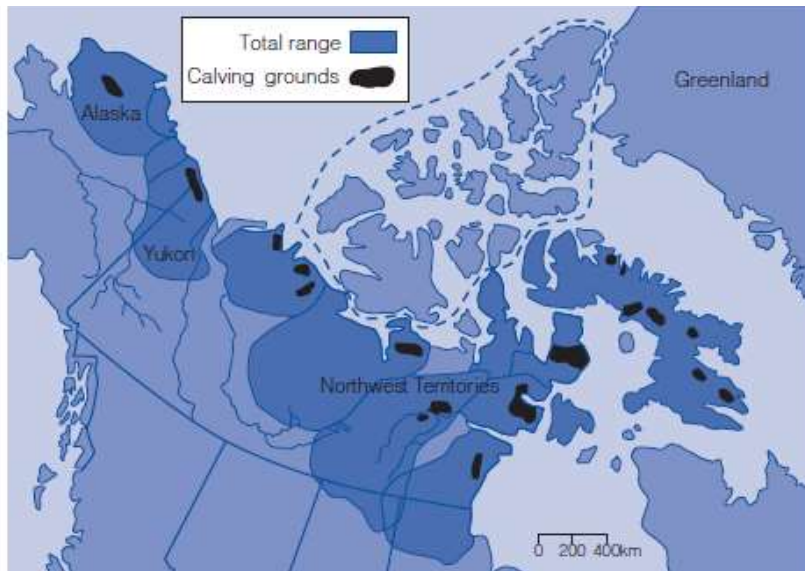 Total range
Calving grounds
Greenland
Alaska
Yukon
Northwest Territories
0 200 400km